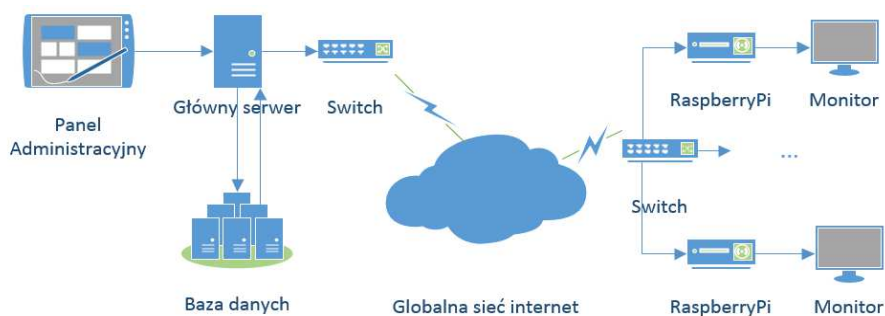 Panel
Administracyjny
Główny serwer
Switch
RaspberryPi
Monitor
...
Switch
Baza danych
Globalna sieć internet
RaspberryPi
Monitor